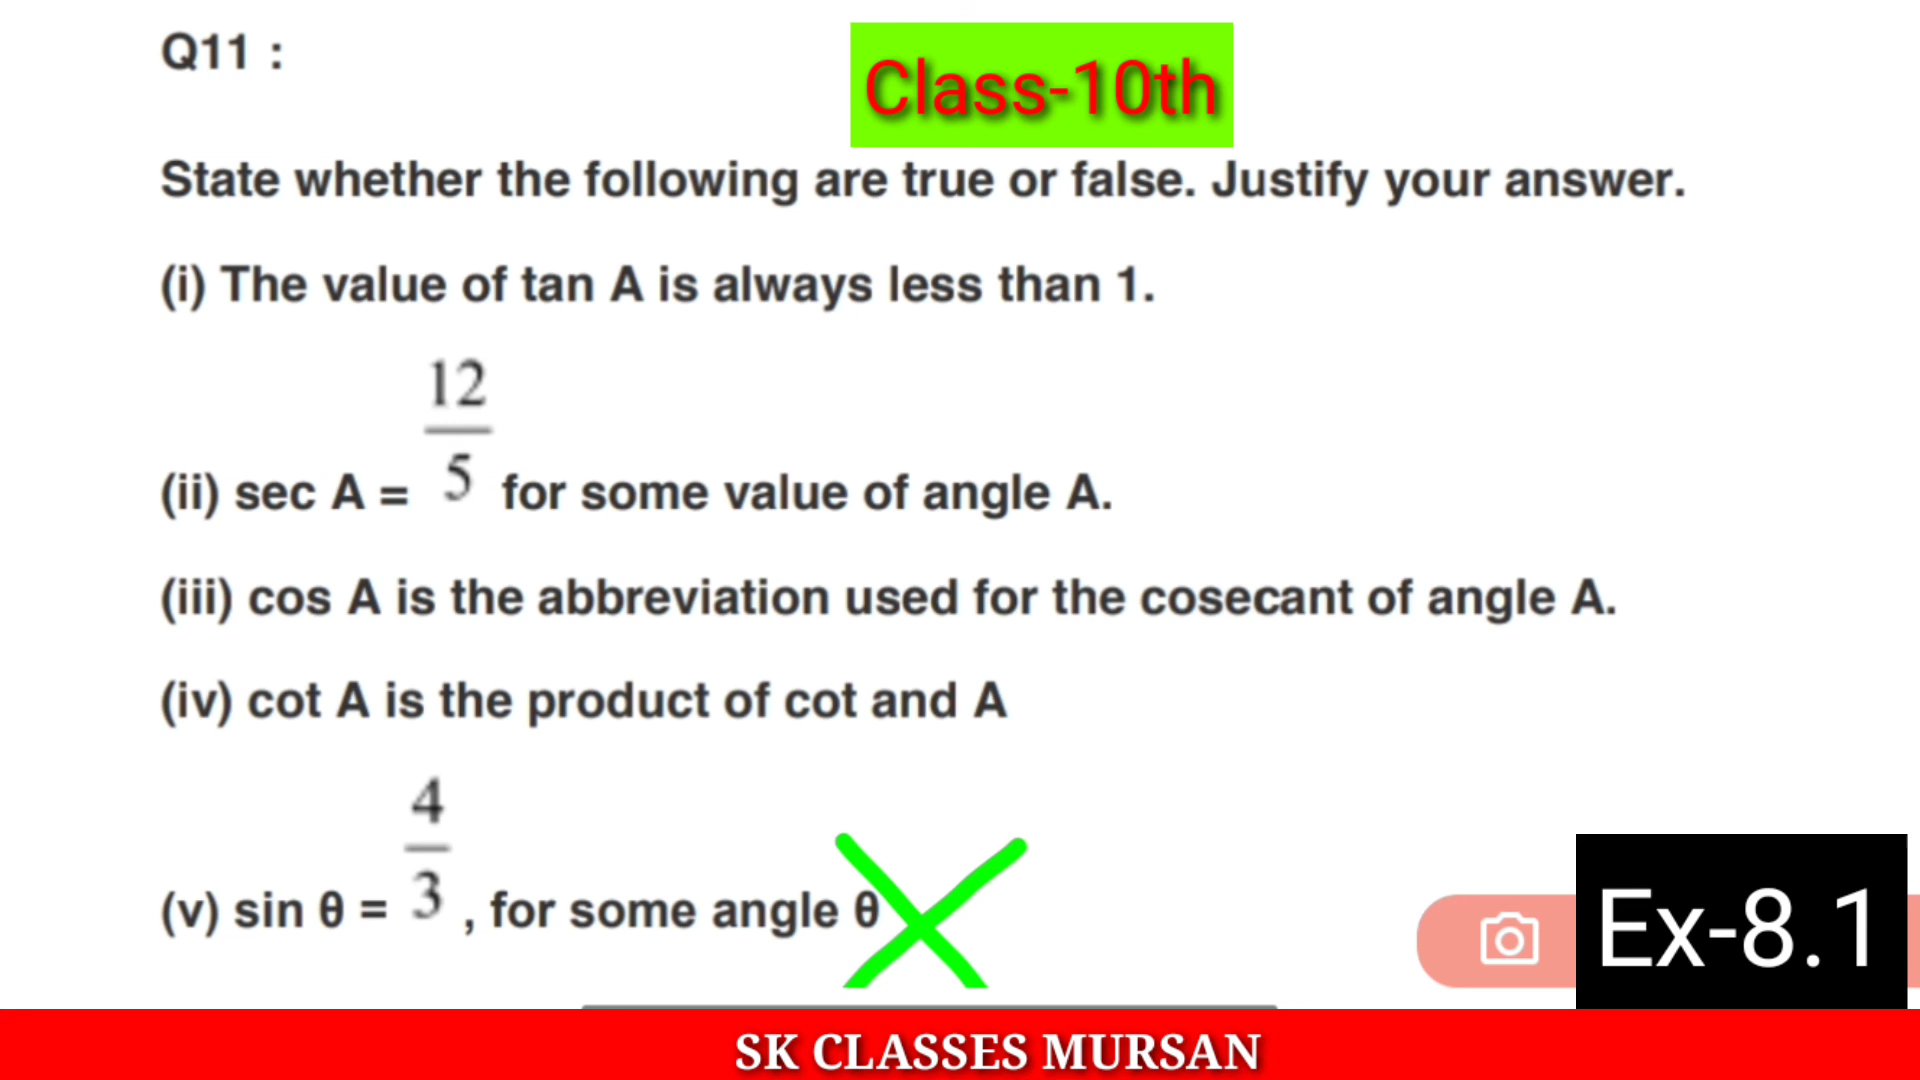 Q11 :
Class-10th
State whether the following are true or false. Justify your answer.
(i) The value of tan A is always less than 1.
(ii) sec A = 12/5 for some value of angle A.
(iii) cos A is the abbreviation used for the cosecant of angle A.
(iv) cot A is the product of cot and A
(v) sin θ = 4/3 , for some angle θ
Ex-8.1
SK CLASSES MURSAN